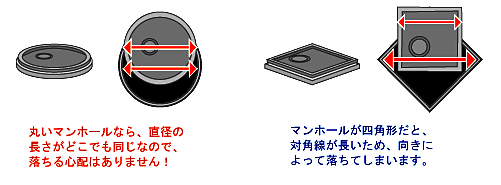 丸いマンホールなら、直径の
長さがどこでも同じなので、
落ちる心配はありません！
マンホールが四角形だと、
対角線が長いため、向きに
よって落ちてしまいます。